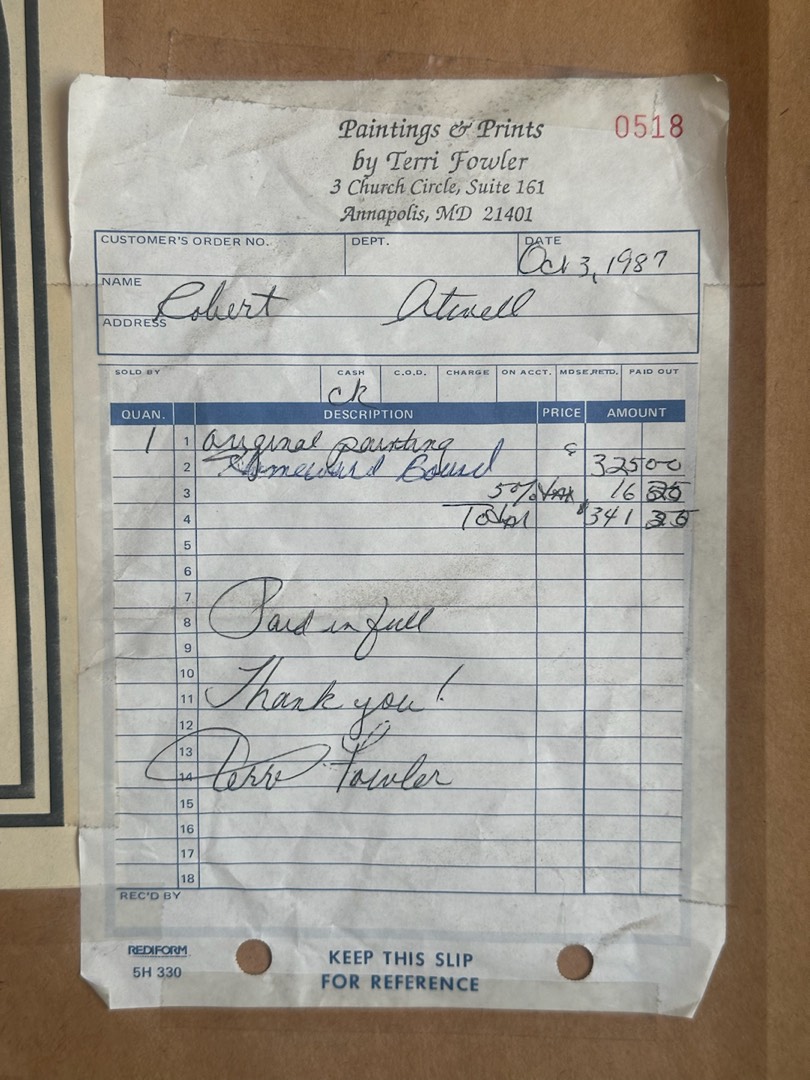 Paintings & Prints
0518
by Terri Fowler
3 Church Circle, Suite 161
Annapolis, MD 21401
CUSTOMER'S ORDER NO. DEPT. DATE
Oct 3, 1987
NAME
Robert Atwell
ADDRESS
SOLD BY CASH C.O.D. CHARGE ON ACCT. MDSE RETD. PAID OUT
ck
QUAN. DESCRIPTION PRICE AMOUNT
1 1 original painting
2 Homeward Bound 325 00
3 5% tax 16 25
4 Total $341 25
5
6
7
8 Paid in full
9
10
11 Thank you!
12
13
14 Terri Fowler
15
16
17
18
REC'D BY
REDIFORM
5H 330
KEEP THIS SLIP
FOR REFERENCE